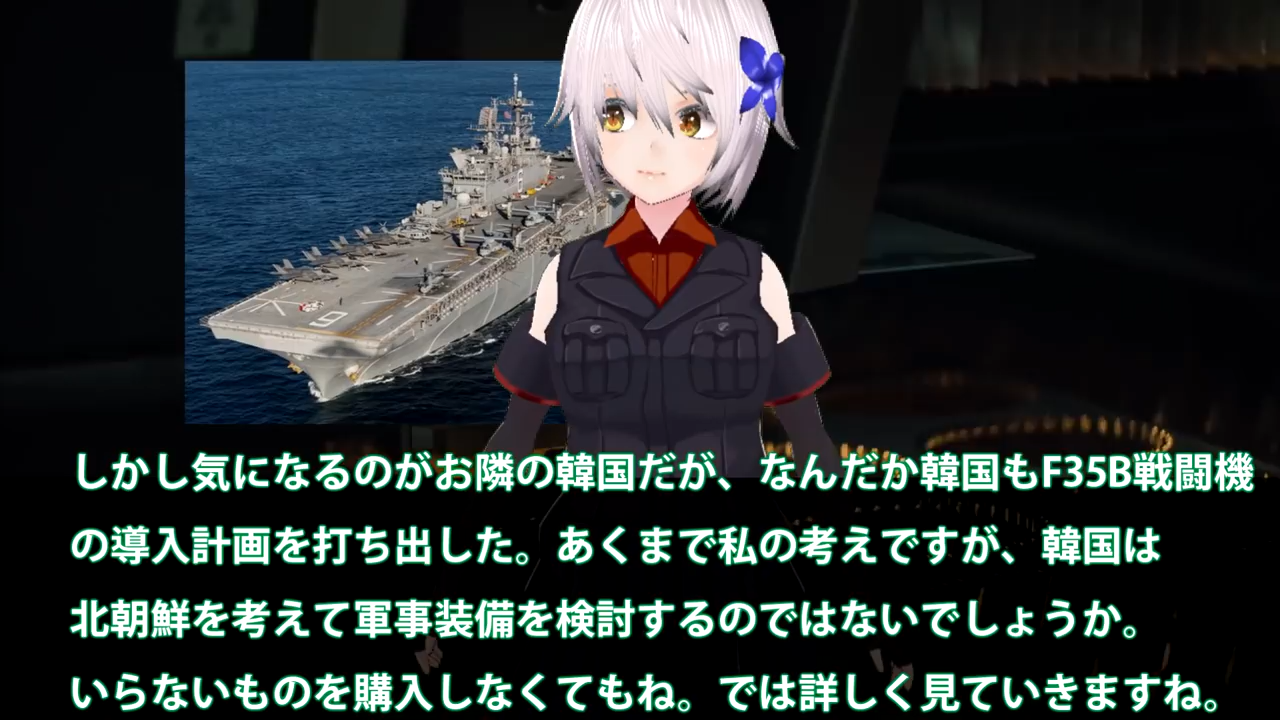 しかし気になるのがお隣の韓国だが、なんだか韓国もF35B戦闘機
の導入計画を打ち出した。あくまで私の考えですが、韓国は
北朝鮮を考えて軍事装備を検討するのではないでしょうか。
いらないものを購入しなくてもね。では詳しく見ていきますね。